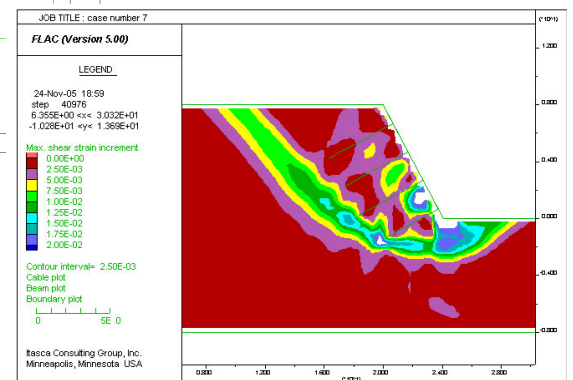 JOB TITLE : case number 7
FLAC (Version 5.00)
LEGEND
24-Nov-05 18:59
step 40976
6.355E+00 <x< 3.032E+01
-1.028E+01 <y< 1.369E+01
Max. shear strain increment
0.00E+00
2.50E-03
5.00E-03
7.50E-03
1.00E-02
1.25E-02
1.50E-02
1.75E-02
2.00E-02
Contour interval= 2.50E-03
Cable plot
Beam plot
Boundary plot
0 5E 0
Itasca Consulting Group, Inc.
Minneapolis, Minnesota USA
(*10^1)
1.200
0.800
0.400
0.000
-0.400
-0.800
0.800 1.200 1.600 2.000 2.400 2.800
(*10^1)